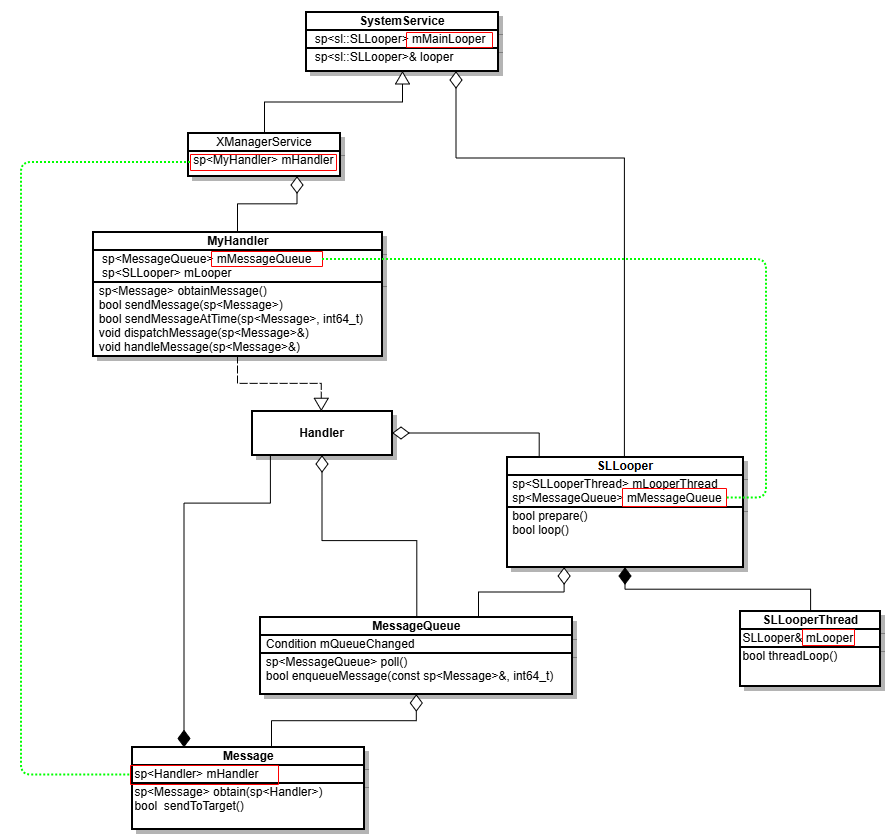 SystemService
sp<sl::SLLooper> mMainLooper
sp<sl::SLLooper>& looper
XManagerService
sp<MyHandler> mHandler
MyHandler
sp<MessageQueue> mMessageQueue
sp<SLLooper> mLooper
sp<Message> obtainMessage()
bool sendMessage(sp<Message>)
bool sendMessageAtTime(sp<Message>, int64_t)
void dispatchMessage(sp<Message>&)
void handleMessage(sp<Message>&)
Handler
SLLooper
sp<SLLooperThread> mLooperThread
sp<MessageQueue> mMessageQueue
bool prepare()
bool loop()
MessageQueue
Condition mQueueChanged
sp<MessageQueue> poll()
bool enqueueMessage(const sp<Message>&, int64_t)
SLLooperThread
SLLooper& mLooper
bool threadLoop()
Message
sp<Handler> mHandler
sp<Message> obtain(sp<Handler>)
bool  sendToTarget()